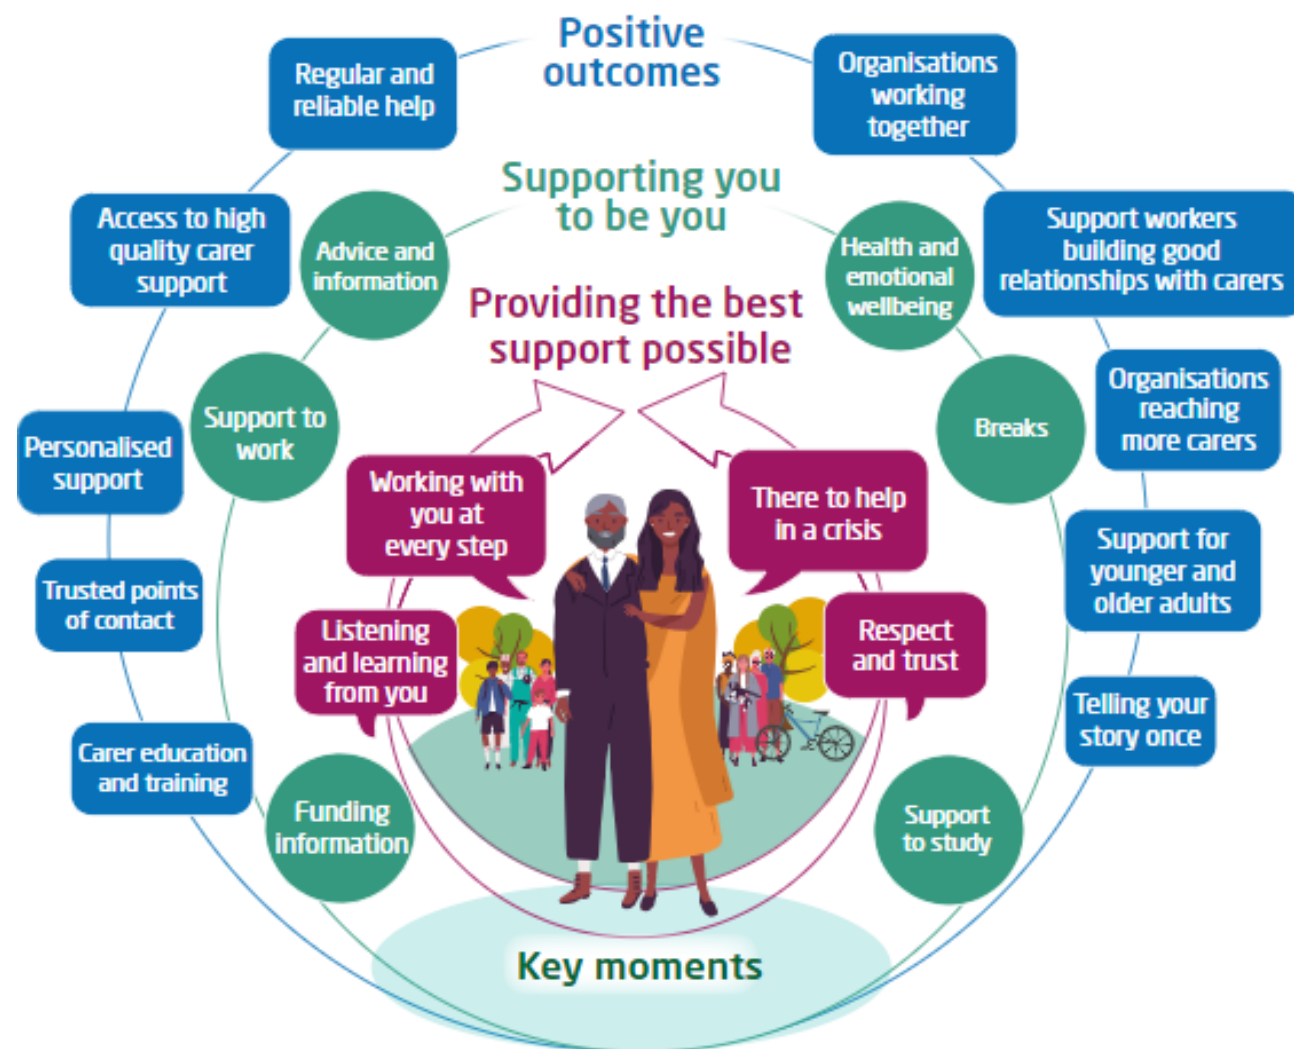 Positive
outcomes
Regular and
reliable help
Organisations
working
together
Access to high
quality carer
support
Support workers
building good
relationships with carers
Personalised
support
Organisations
reaching
more carers
Trusted points
of contact
Support for
younger and
older adults
Carer education
and training
Telling your
story once
Supporting you
to be you
Advice and
information
Health and
emotional
wellbeing
Support to
work
Breaks
Funding
information
Support
to study
Providing the best
support possible
Working with
you at
every step
There to help
in a crisis
Listening
and learning
from you
Respect
and trust
Key moments